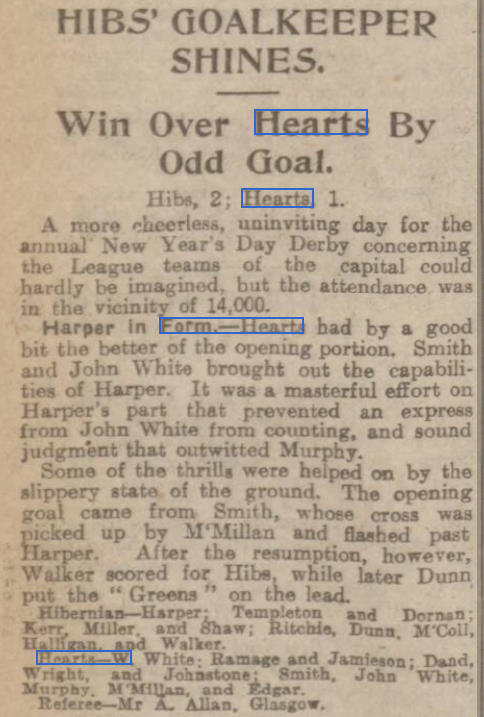 HIBS' GOALKEEPER
SHINES.
Win Over Hearts By
Odd Goal.
Hibs, 2; Hearts, 1.
A more cheerless, uninviting day for the
annual New Year's Day Derby concerning
the League teams of the capital could
hardly be imagined, but the attendance was
in the vicinity of 14,000.
Harper in Form.—Hearts had by a good
bit the better of the opening portion. Smith
and John White brought out the capabili-
ties of Harper. It was a masterful effort on
Harper's part that prevented an express
from John White from counting, and sound
judgment that outwitted Murphy.
Some of the thrills were helped on by the
slippery state of the ground. The opening
goal came from Smith, whose cross was
picked up by M'Millan and flashed past
Harper. After the resumption, however,
Walker scored for Hibs, while later Dunn
put the "Greens" on the lead.
Hibernian—Harper; Templeton and Dornan;
Kerr, Miller, and Shaw; Ritchie, Dunn, M'Coll,
Halligan, and Walker.
Hearts—W. White; Ramage and Jamieson; Dand,
Wright, and Johnstone; Smith, John White,
Murphy, M'Millan, and Edgar.
Referee—Mr A. Allan, Glasgow.